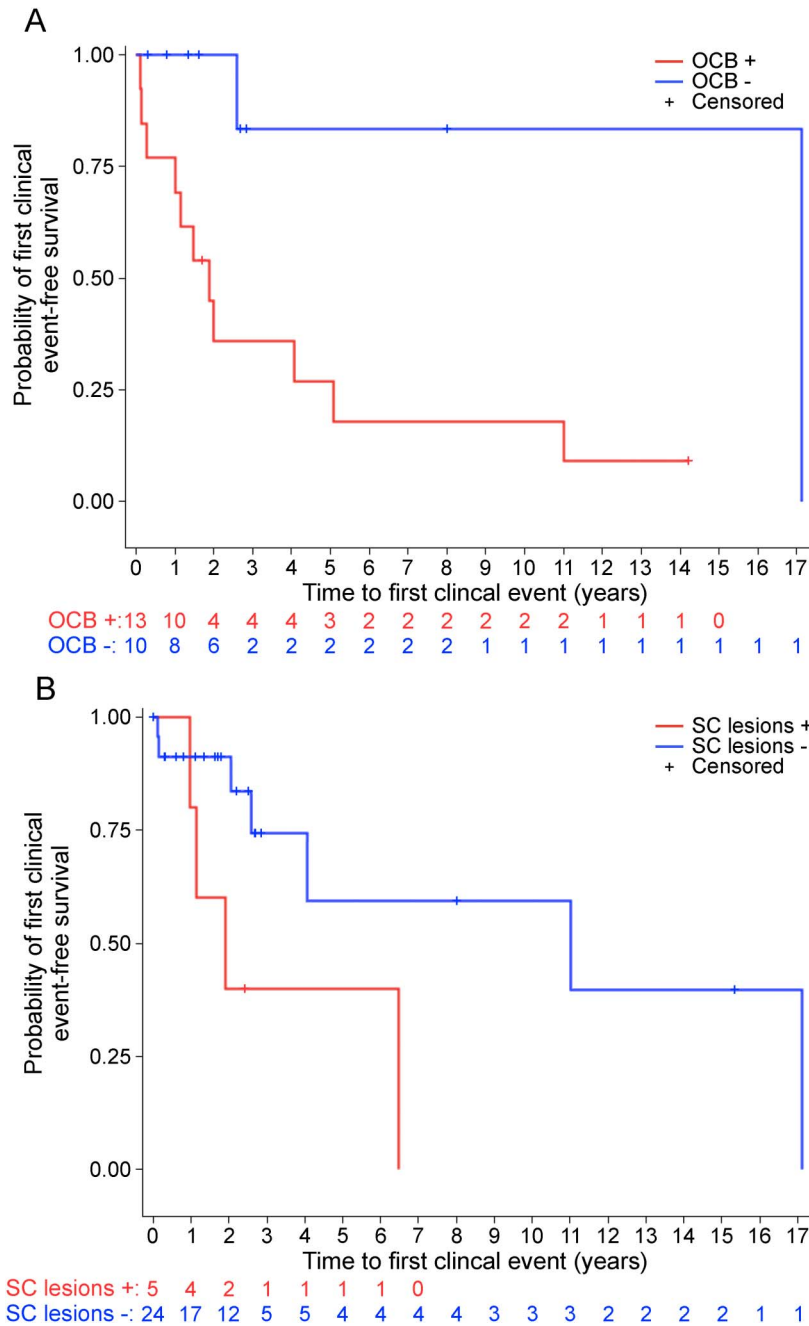 A
1.00
0.75
0.50
0.25
0.00
Probability of first clinical
event-free survival
OCB +
OCB -
+ Censored
0 1 2 3 4 5 6 7 8 9 10 11 12 13 14 15 16 17
Time to first clincal event (years)
OCB +: 13 10 4 4 4 3 2 2 2 2 2 2 1 1 1 0
OCB -: 10 8 6 2 2 2 2 2 2 1 1 1 1 1 1 1 1 1
B
1.00
0.75
0.50
0.25
0.00
Probability of first clinical
event-free survival
SC lesions +
SC lesions -
+ Censored
0 1 2 3 4 5 6 7 8 9 10 11 12 13 14 15 16 17
Time to first clincal event (years)
SC lesions +: 5 4 2 1 1 1 1 0
SC lesions -: 24 17 12 5 5 4 4 4 4 3 3 3 2 2 2 2 1 1